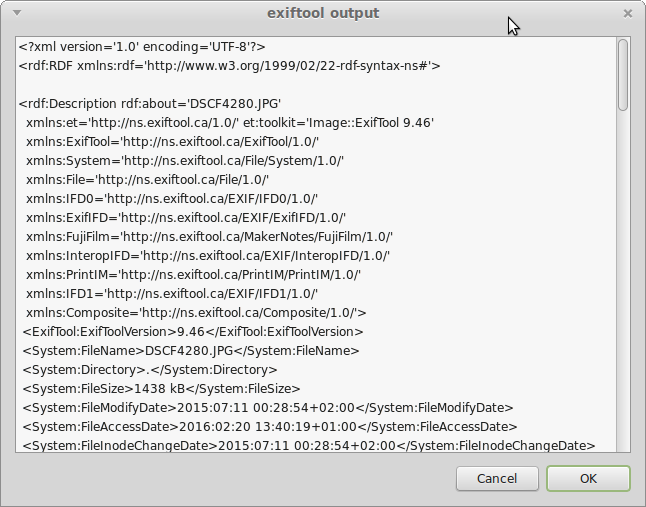 exiftool output
<?xml version='1.0' encoding='UTF-8'?>
<rdf:RDF xmlns:rdf='http://www.w3.org/1999/02/22-rdf-syntax-ns#'>
<rdf:Description rdf:about='DSCF4280.JPG'
xmlns:et='http://ns.exiftool.ca/1.0/' et:toolkit='Image::ExifTool 9.46'
xmlns:ExifTool='http://ns.exiftool.ca/ExifTool/1.0/'
xmlns:System='http://ns.exiftool.ca/File/System/1.0/'
xmlns:File='http://ns.exiftool.ca/File/1.0/'
xmlns:IFD0='http://ns.exiftool.ca/EXIF/IFD0/1.0/'
xmlns:ExifIFD='http://ns.exiftool.ca/EXIF/ExifIFD/1.0/'
xmlns:FujiFilm='http://ns.exiftool.ca/MakerNotes/FujiFilm/1.0/'
xmlns:InteropIFD='http://ns.exiftool.ca/EXIF/InteropIFD/1.0/'
xmlns:PrintIM='http://ns.exiftool.ca/PrintIM/PrintIM/1.0/'
xmlns:IFD1='http://ns.exiftool.ca/EXIF/IFD1/1.0/'
xmlns:Composite='http://ns.exiftool.ca/Composite/1.0/'>
<ExifTool:ExifToolVersion>9.46</ExifTool:ExifToolVersion>
<System:FileName>DSCF4280.JPG</System:FileName>
<System:Directory>.</System:Directory>
<System:FileSize>1438 kB</System:FileSize>
<System:FileModifyDate>2015:07:11 00:28:54+02:00</System:FileModifyDate>
<System:FileAccessDate>2016:02:20 13:40:19+01:00</System:FileAccessDate>
<System:FileInodeChangeDate>2015:07:11 00:28:54+02:00</System:FileInodeChangeDate>
Cancel
OK